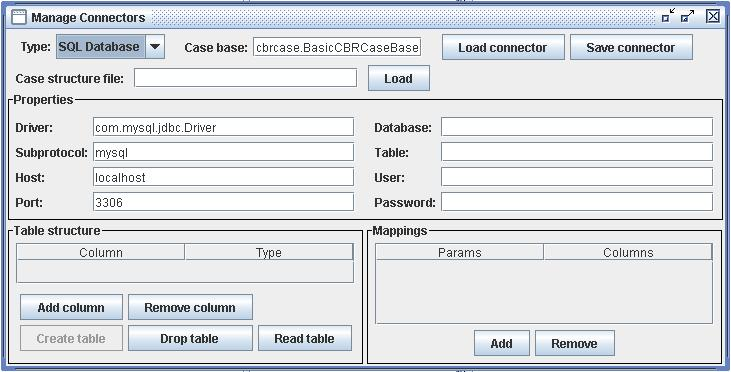 Manage Connectors
Type: SQL Database Case base: cbrcase.BasicCBRCaseBase Load connector Save connector
Case structure file: Load
Properties
Driver: com.mysql.jdbc.Driver Database:
Subprotocol: mysql Table:
Host: localhost User:
Port: 3306 Password:
Table structure Mappings
Column Type Params Columns
Add column Remove column
Create table Drop table Read table Add Remove